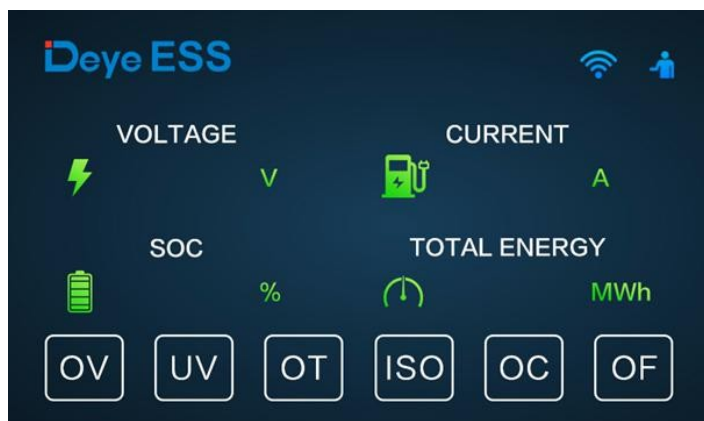 Deye ESS
VOLTAGE CURRENT
V A
SOC TOTAL ENERGY
% MWh
OV UV OT ISO OC OF